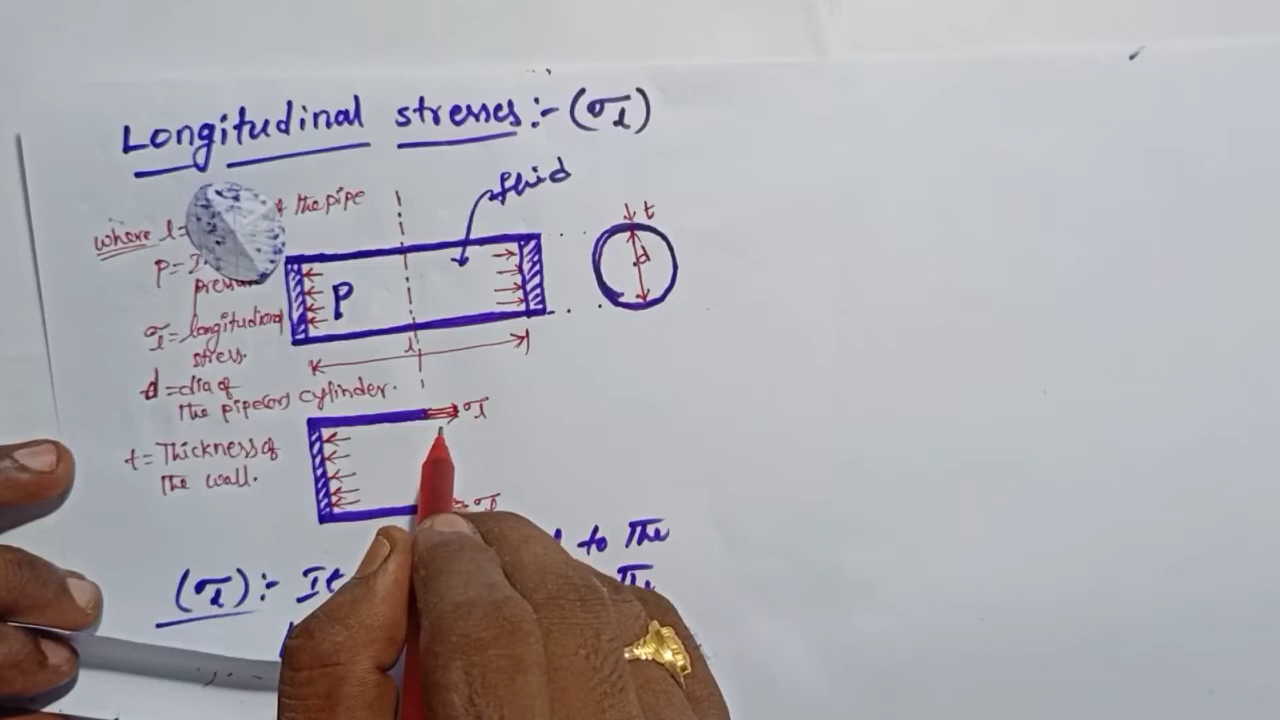 Longitudinal stresses:- (σl)
fluid
where l= the pipe
t
P=
d
P
σl=longitudional
stress.
l
d=dia of
the pipe(or) cylinder.
σl
t=Thickness of
the wall.
σl
to the
(σl):- It